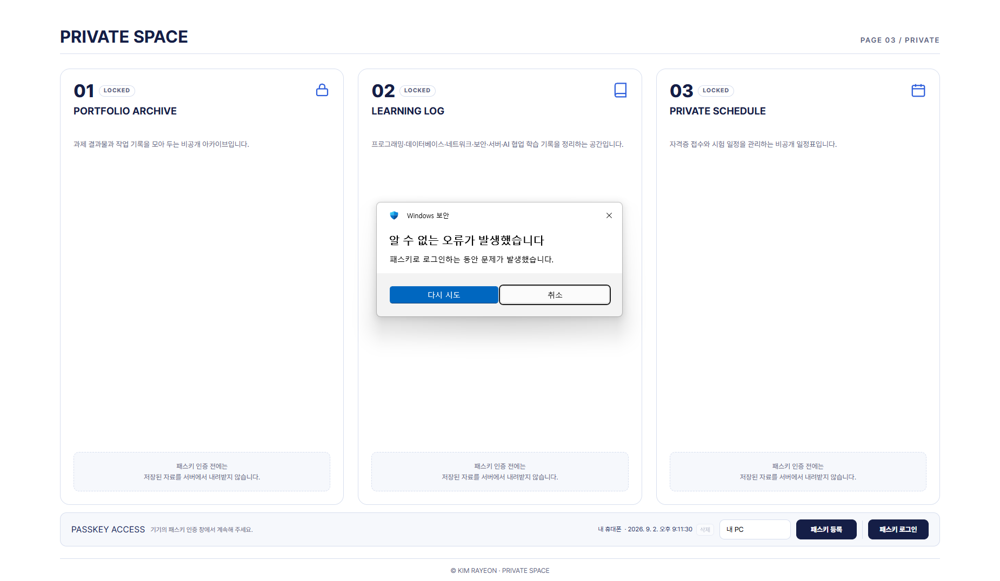 PRIVATE SPACE
PAGE 03 / PRIVATE
01 LOCKED
PORTFOLIO ARCHIVE
과제 결과물과 작업 기록을 모아 두는 비공개 아카이브입니다.
패스키 인증 전에는
저장된 자료를 서버에서 내려받지 않습니다.
02 LOCKED
LEARNING LOG
프로그래밍·데이터베이스·네트워크·보안·서버·AI 협업 학습 기록을 정리하는 공간입니다.
패스키 인증 전에는
저장된 자료를 서버에서 내려받지 않습니다.
03 LOCKED
PRIVATE SCHEDULE
자격증 접수와 시험 일정을 관리하는 비공개 일정표입니다.
패스키 인증 전에는
저장된 자료를 서버에서 내려받지 않습니다.
Windows 보안
알 수 없는 오류가 발생했습니다
패스키로 로그인하는 동안 문제가 발생했습니다.
다시 시도
취소
PASSKEY ACCESS 기기의 패스키 인증 창에서 계속해 주세요.
내 휴대폰 · 2026. 9. 2. 오후 9:11:30 삭제
내 PC
패스키 등록
패스키 로그인
© KIM RAYEON · PRIVATE SPACE